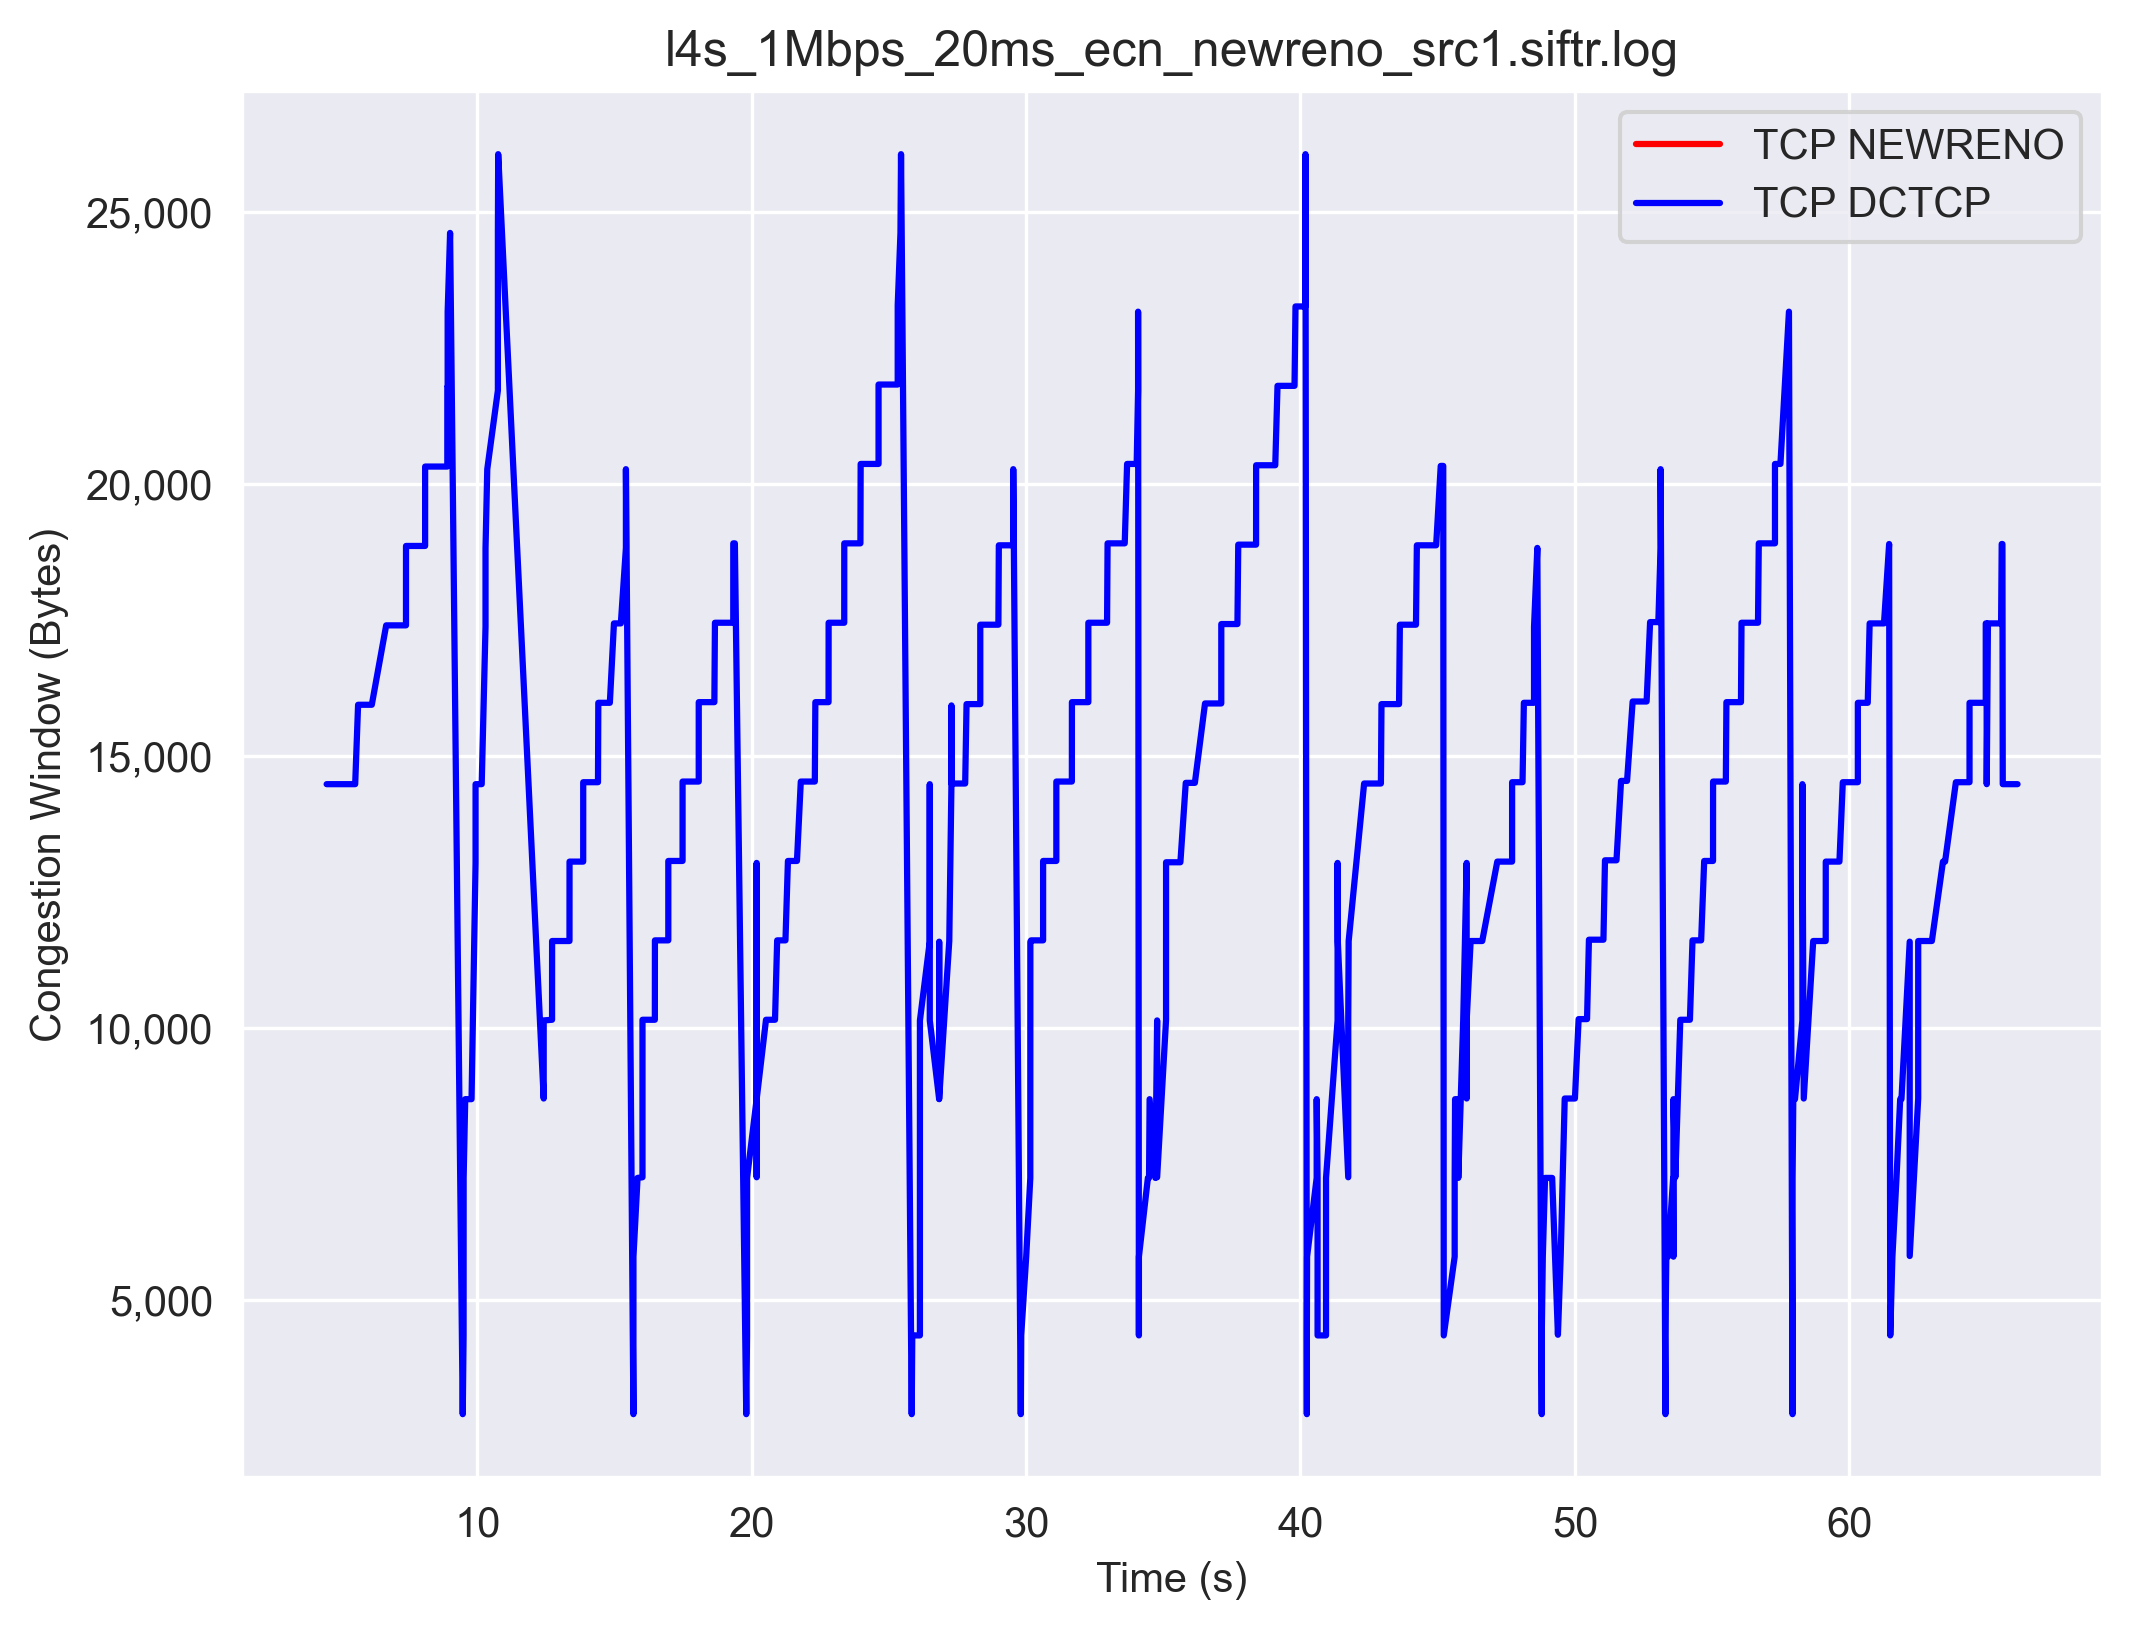 l4s_1Mbps_20ms_ecn_newreno_src1.siftr.log
TCP NEWRENO
TCP DCTCP
Congestion Window (Bytes)
25,000
20,000
15,000
10,000
5,000
10 20 30 40 50 60
Time (s)